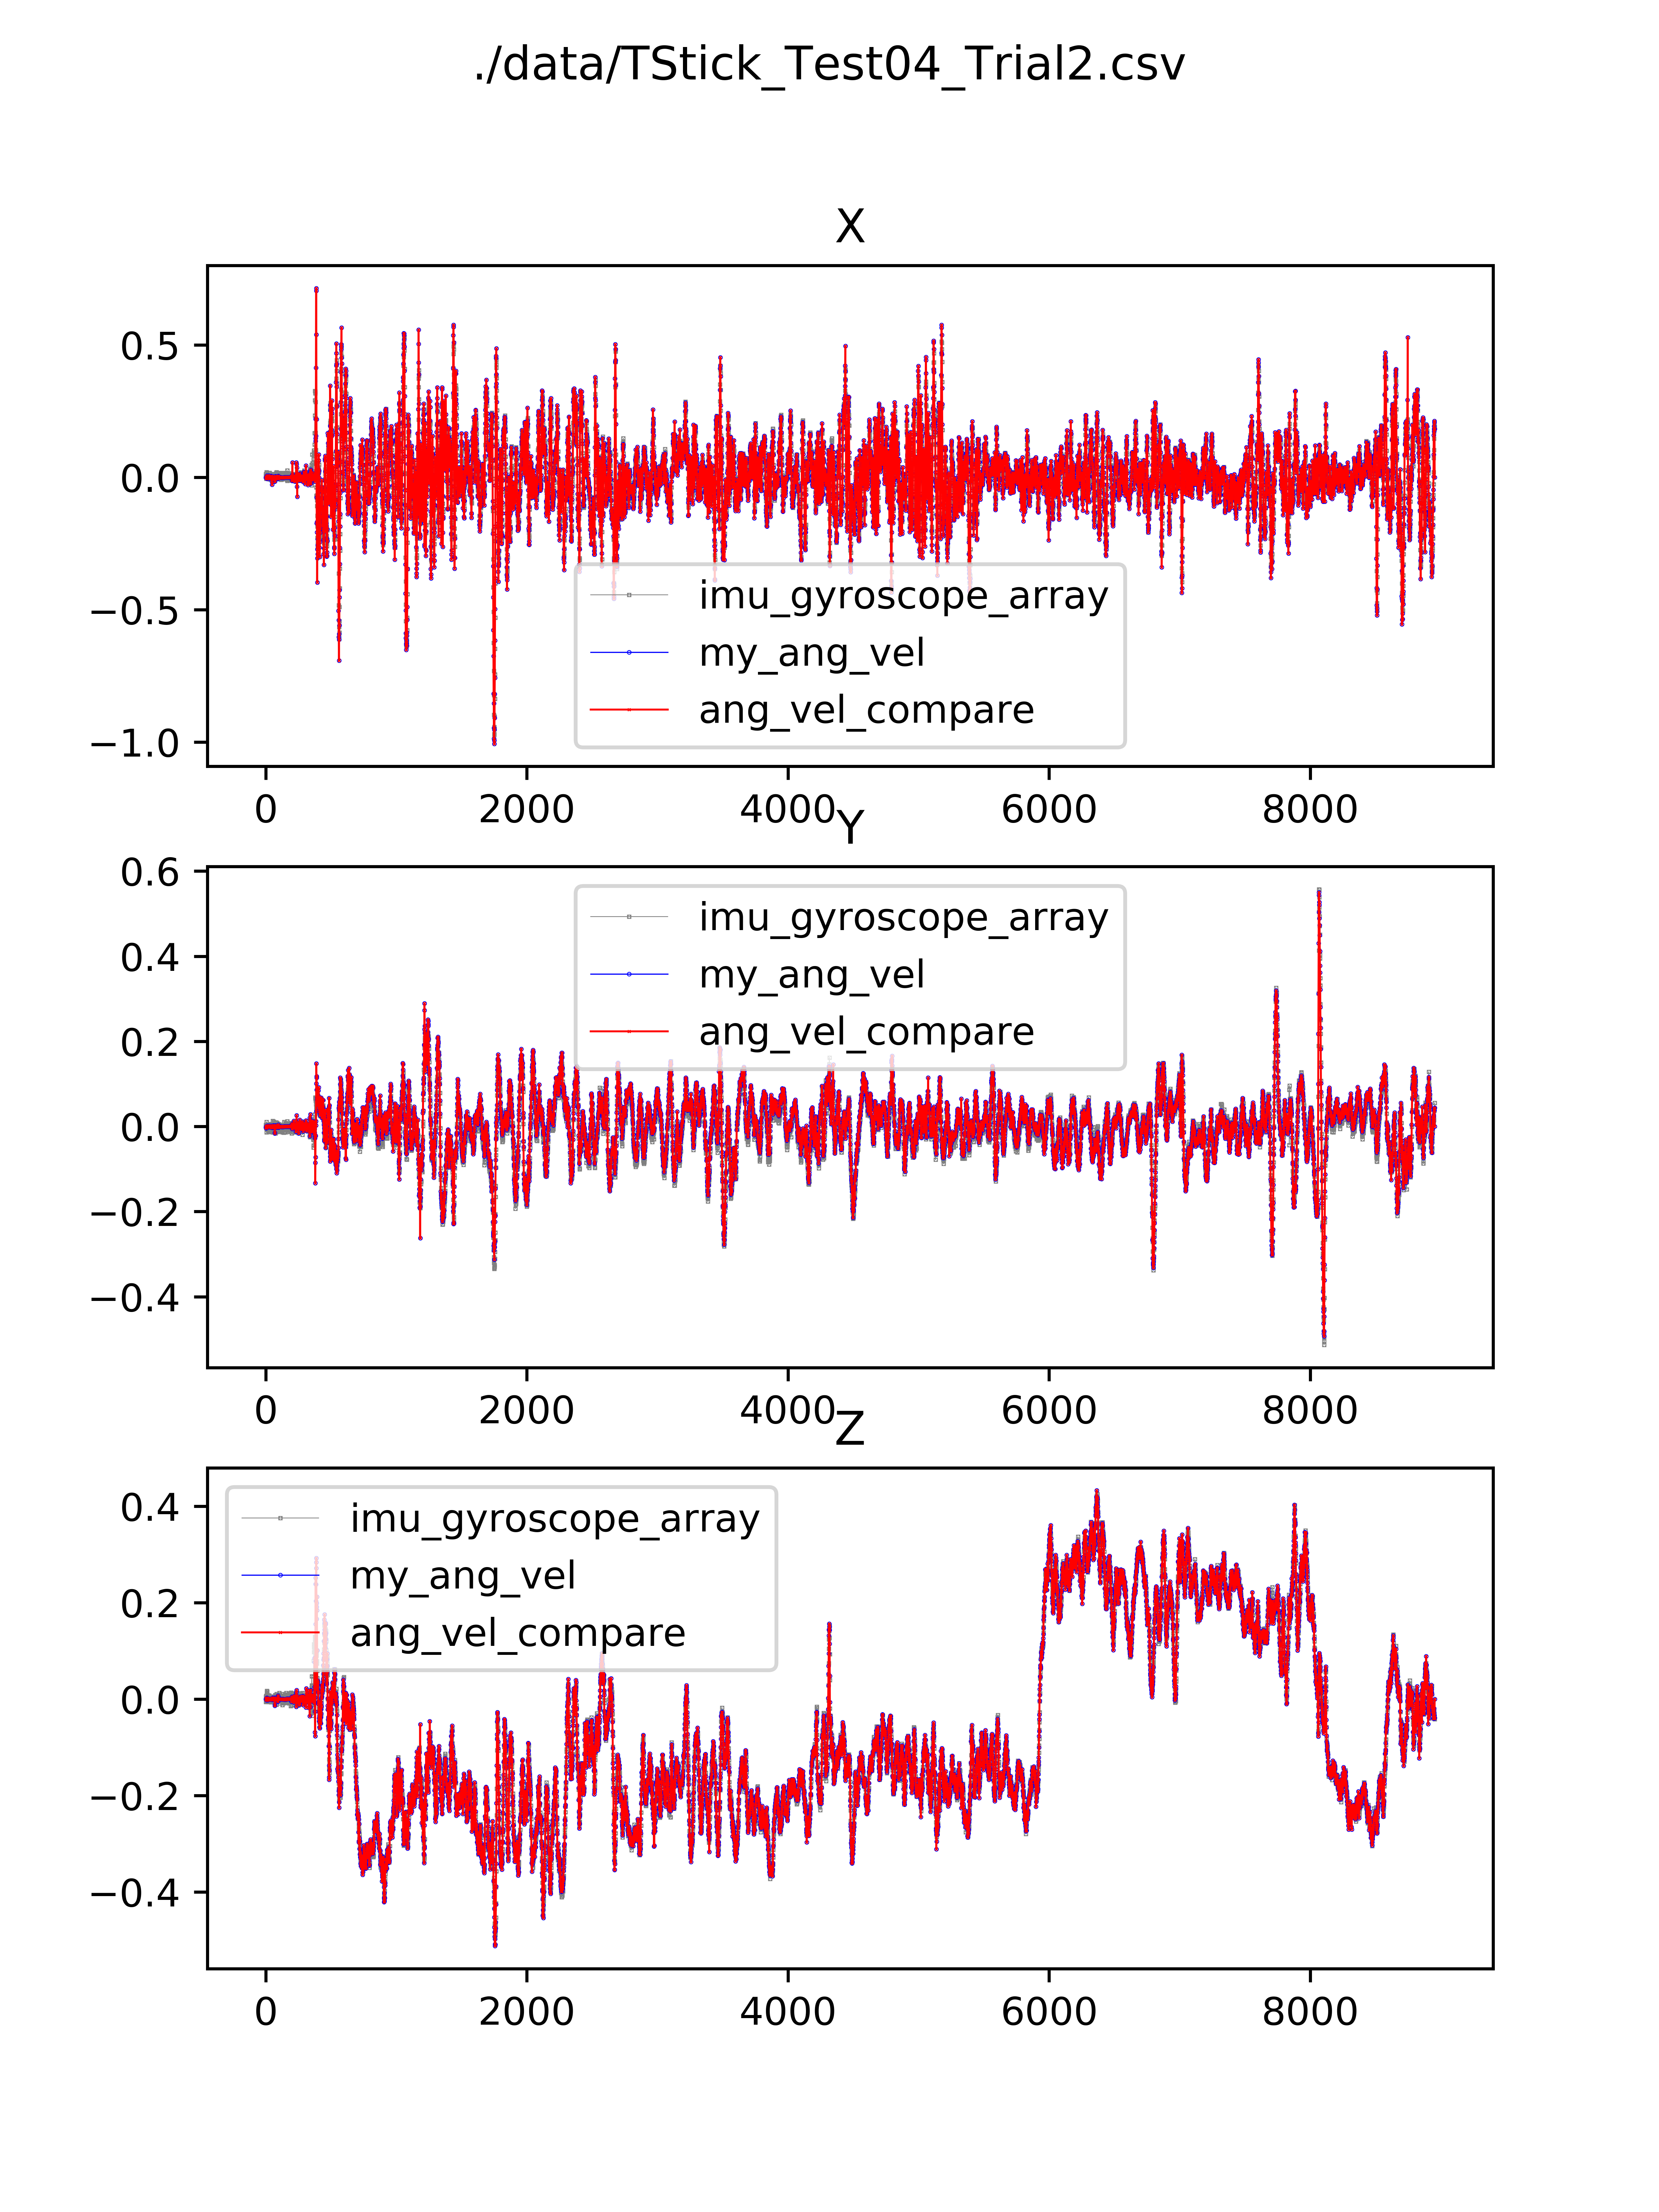 ./data/TStick_Test04_Trial2.csv
X
0.5
0.0
−0.5
−1.0
imu_gyroscope_array
my_ang_vel
ang_vel_compare
0 2000 4000 6000 8000
Y
0.6
0.4
0.2
0.0
−0.2
−0.4
imu_gyroscope_array
my_ang_vel
ang_vel_compare
0 2000 4000 6000 8000
Z
0.4
0.2
0.0
−0.2
−0.4
imu_gyroscope_array
my_ang_vel
ang_vel_compare
0 2000 4000 6000 8000